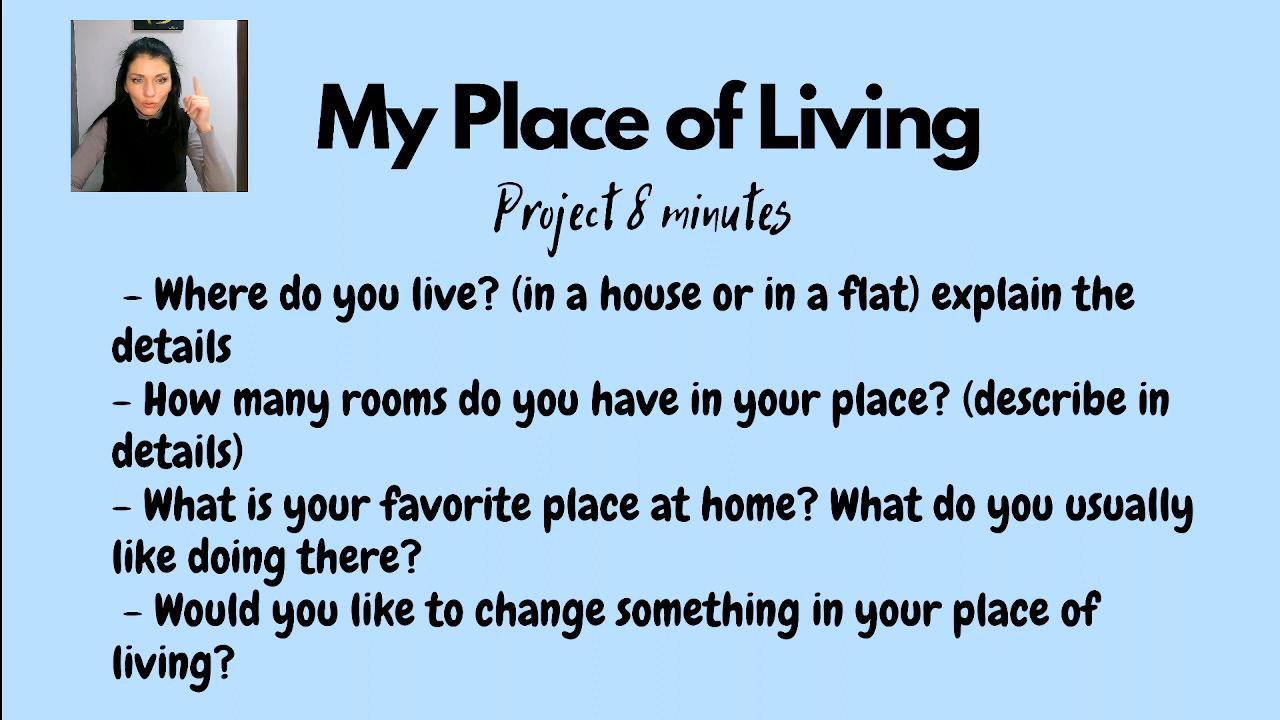 My Place of Living
Project 8 minutes
- Where do you live? (in a house or in a flat) explain the
details
- How many rooms do you have in your place? (describe in
details)
- What is your favorite place at home? What do you usually
like doing there?
- Would you like to change something in your place of
living?